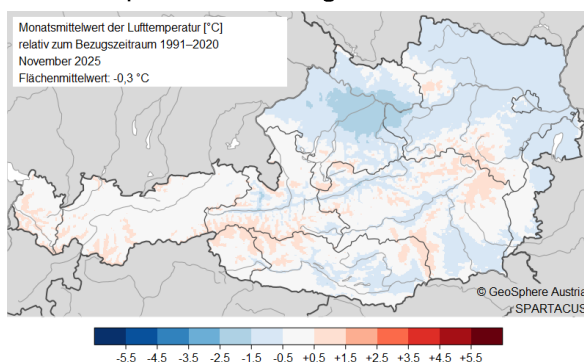 Monatsmittelwert der Lufttemperatur [°C]
relativ zum Bezugszeitraum 1991–2020
November 2025
Flächenmittelwert: -0,3 °C
© GeoSphere Austria
SPARTACUS
-5.5 -4.5 -3.5 -2.5 -1.5 -0.5 +0.5 +1.5 +2.5 +3.5 +4.5 +5.5